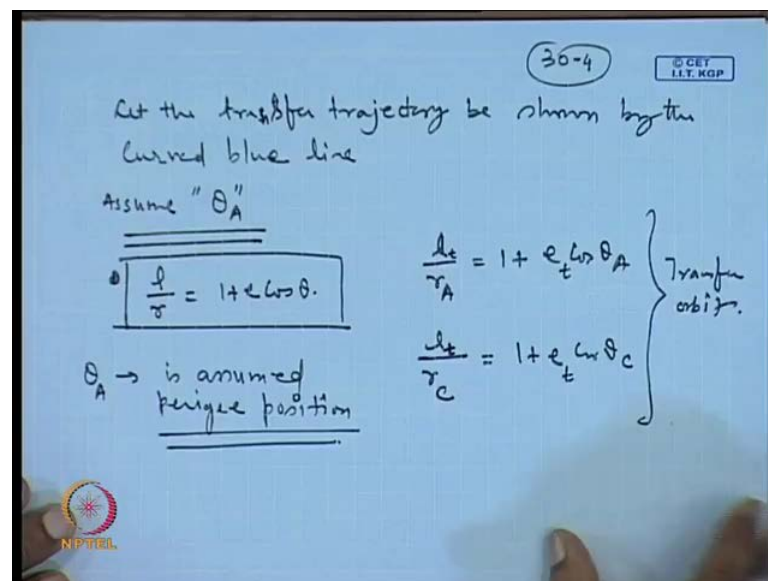 30-4
© CET
I.I.T. KGP
Let the transfer trajectory be shown by the
Curved blue line
Assume "θ_A"
l/r = 1 + e Cos θ.
θ_A → is assumed
perigee position
l_t/r_A = 1 + e_t Cos θ_A
l_t/r_C = 1 + e_t Cos θ_C
Transfer
orbit.
NPTEL